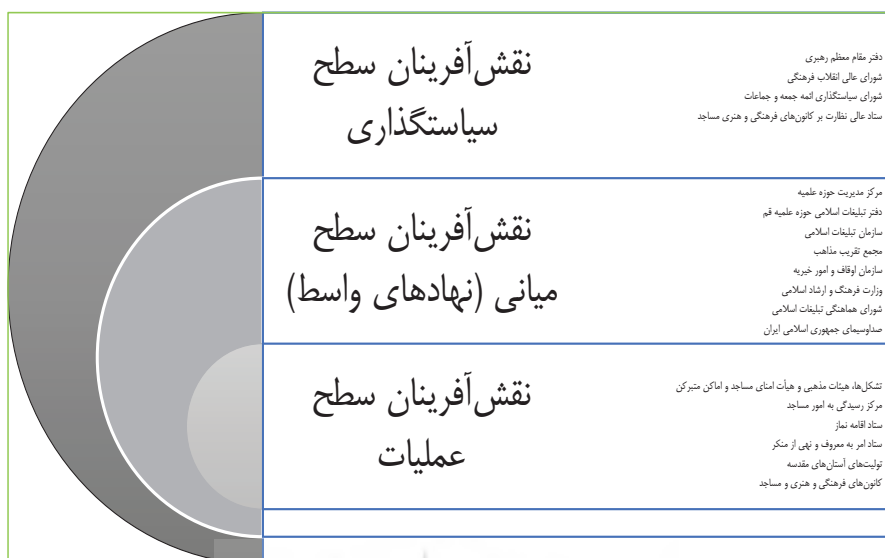 نقش‌آفرینان سطح
سیاستگذاری
دفتر مقام معظم رهبری
شورای عالی انقلاب فرهنگی
شورای سیاستگذاری ائمه جمعه و جماعات
ستاد عالی نظارت بر کانون‌های فرهنگی و هنری مساجد
نقش‌آفرینان سطح
میانی (نهادهای واسط)
مرکز مدیریت حوزه علمیه
دفتر تبلیغات اسلامی حوزه علمیه قم
سازمان تبلیغات اسلامی
مجمع تقریب مذاهب
سازمان اوقاف و امور خیریه
وزارت فرهنگ و ارشاد اسلامی
شورای هماهنگی تبلیغات اسلامی
صداوسیمای جمهوری اسلامی ایران
نقش‌آفرینان سطح
عملیات
تشکل‌ها، هیئات مذهبی و هیأت امنای مساجد و اماکن متبرکن
مرکز رسیدگی به امور مساجد
ستاد اقامه نماز
ستاد امر به معروف و نهی از منکر
تولیت‌های آستان‌های مقدسه
کانون‌های فرهنگی و هنری و مساجد